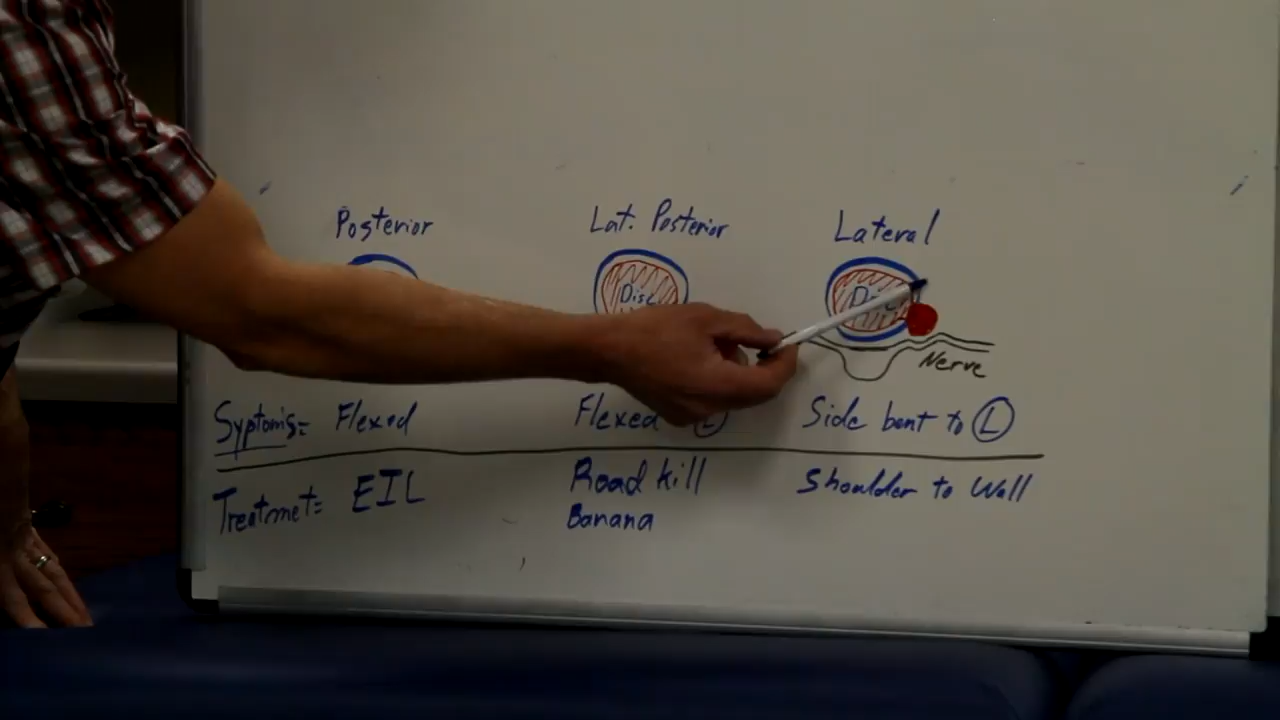 Posterior
Lat. Posterior
Lateral
Disc
Nerve
Syptoms= Flexed
Flexed L
Side bent to L
Treatmet= EIL
Road kill
Banana
Shoulder to Wall